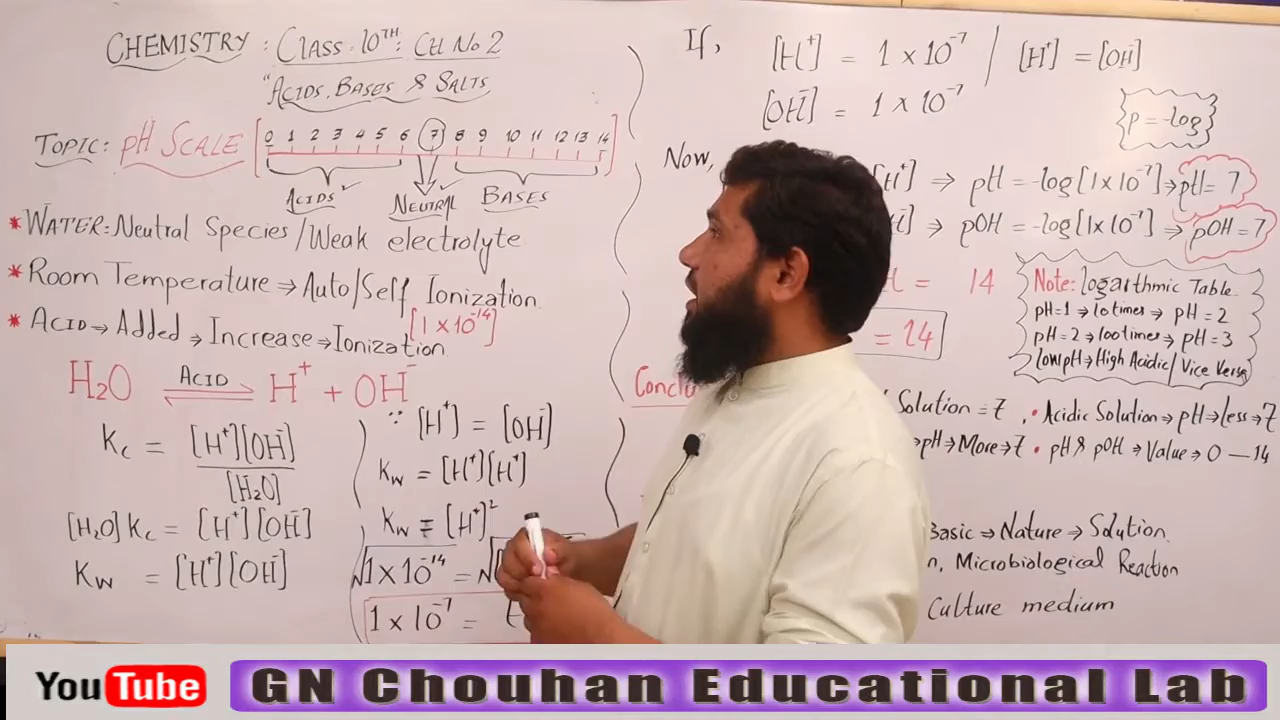 CHEMISTRY : CLASS : 10TH : CH NO 2
"ACIDS, BASES & SALTS
TOPIC: pH SCALE
0 1 2 3 4 5 6 7 8 9 10 11 12 13 14
ACIDS NEUTRAL BASES
* WATER: Neutral Species / Weak electrolyte
* Room Temperature → Auto/Self Ionization
* ACID → Added → Increase → Ionization [1 × 10⁻¹⁴]
H₂O ACID ⇌ H⁺ + OH⁻
Kc = [H⁺][OH⁻]
[H₂O]
[H₂O] Kc = [H⁺][OH⁻]
Kw = [H⁺][OH⁻]
∵ [H⁺] = [OH⁻]
Kw = [H⁺][H⁺]
Kw = [H⁺]²
√1 × 10⁻¹⁴ = √[
1 × 10⁻⁷ =
If, [H⁺] = 1 × 10⁻⁷ / [H⁺] = [OH⁻]
[OH⁻] = 1 × 10⁻⁷
p = -log
Now, [H⁺] ⇒ pH = -log [1×10⁻⁷] ⇒ pH = 7
⇒ pOH = -log [1×10⁻⁷] ⇒ pOH = 7
= 14
= 14
Note: logarithmic Table
pH = 1 → 10 times → pH = 2
pH = 2 → 100 times → pH = 3
low pH → High Acidic / Vice Versa
Solution = 7, • Acidic Solution → pH → less → 7
→ pH → More → 7 • pH & pOH → Value → 0 — 14
Basic → Nature → Solution
Microbiological Reaction
Culture medium
YouTube GN Chouhan Educational Lab